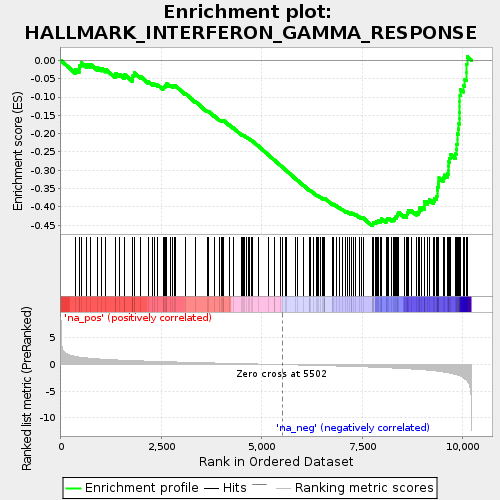 Enrichment plot:
HALLMARK_INTERFERON_GAMMA_RESPONSE
Enrichment score (ES)
0.00
-0.05
-0.10
-0.15
-0.20
-0.25
-0.30
-0.35
-0.40
-0.45
'na_pos' (positively correlated)
Ranked list metric (PreRanked)
5
0
-5
-10
Zero cross at 5502
'na_neg' (negatively correlated)
0
2,500
5,000
7,500
10,000
Rank in Ordered Dataset
Enrichment profile
Hits
Ranking metric scores